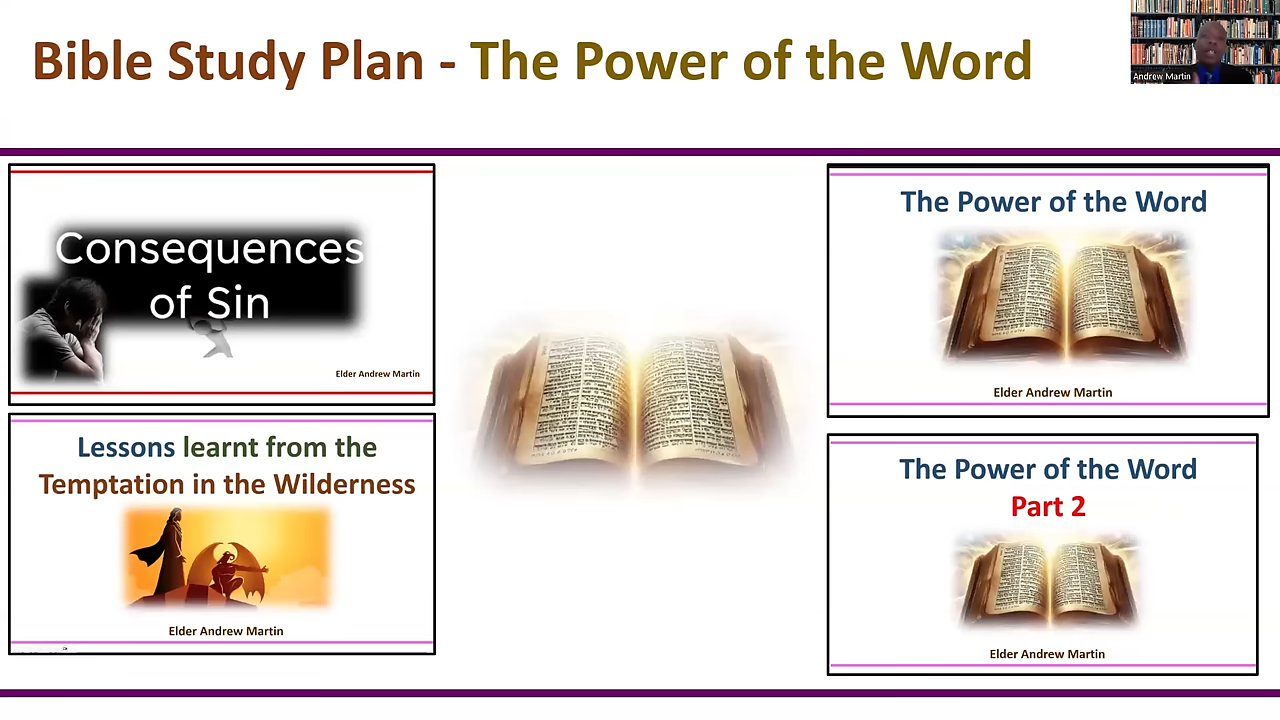 Bible Study Plan - The Power of the Word
Andrew Martin
Consequences
of Sin
Elder Andrew Martin
Lessons learnt from the
Temptation in the Wilderness
Elder Andrew Martin
The Power of the Word
Elder Andrew Martin
The Power of the Word
Part 2
Elder Andrew Martin